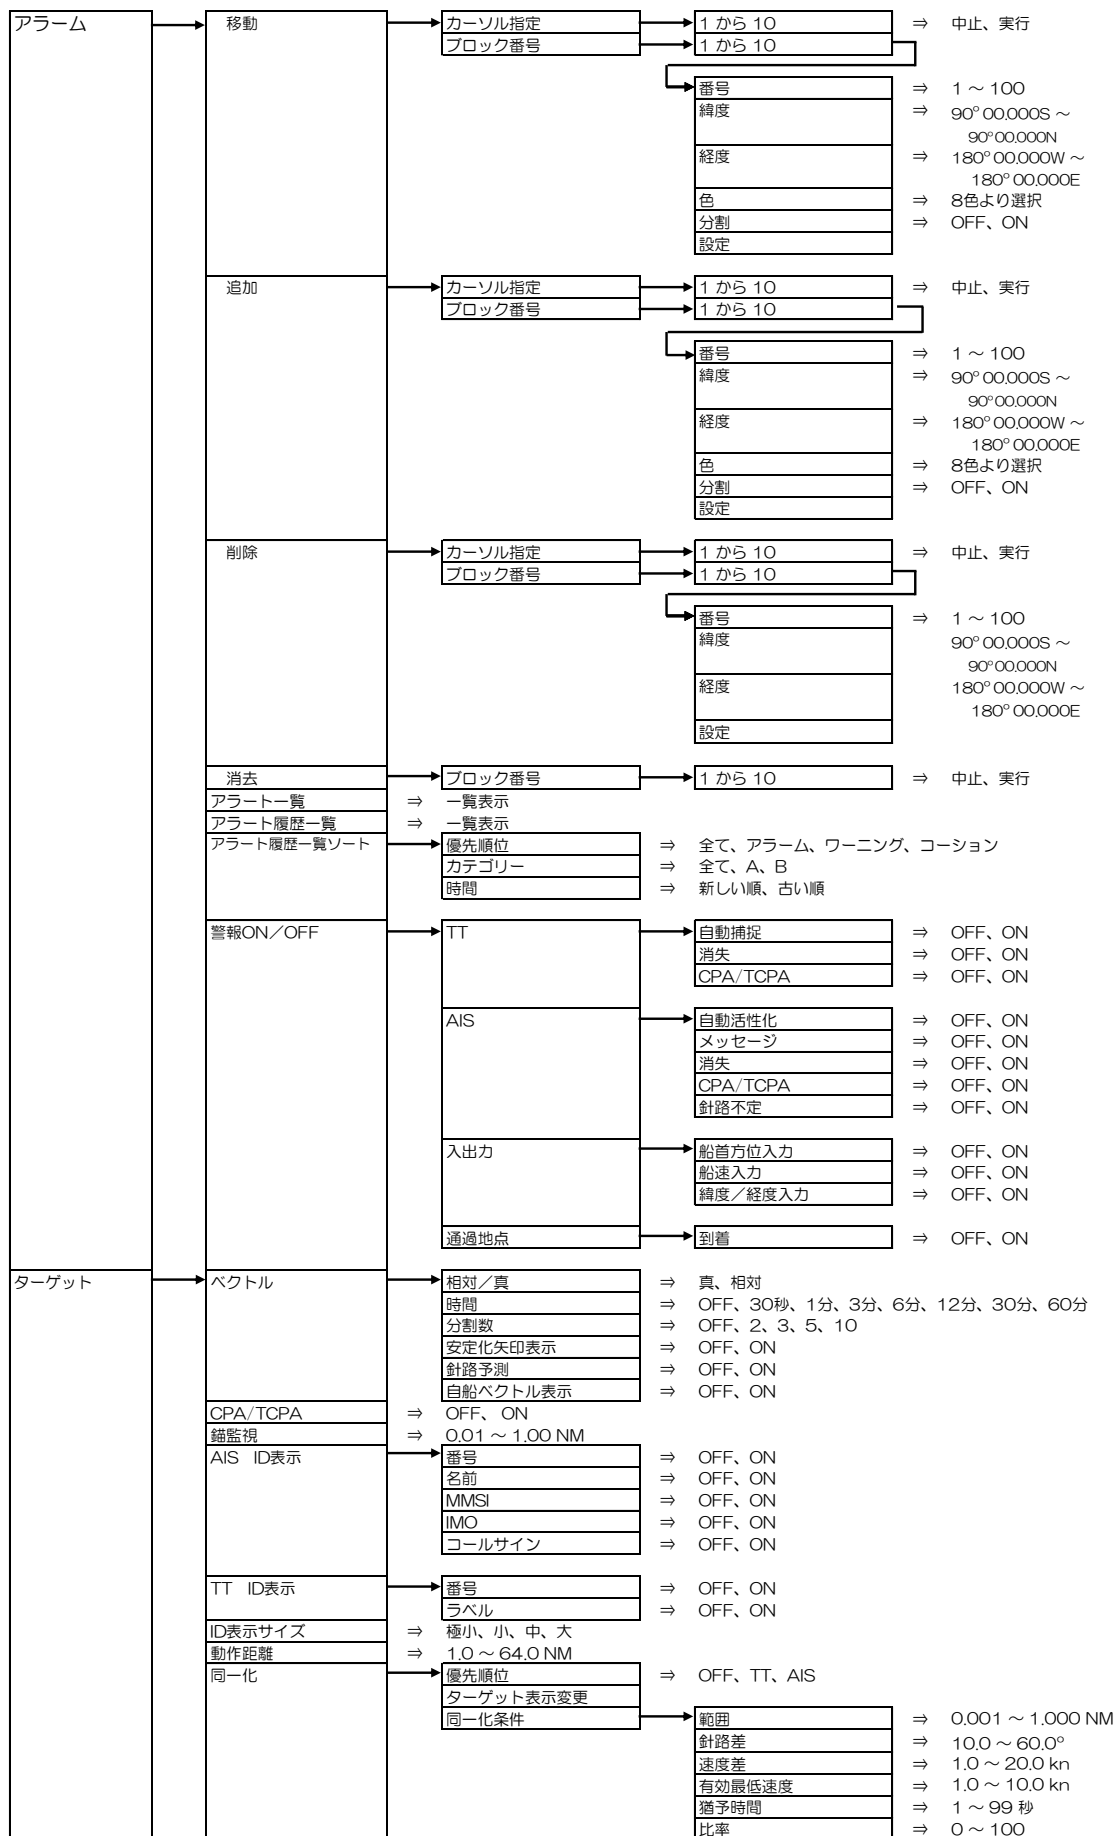 アラーム 移動 カーソル指定 1 から 10 ⇒ 中止、実行
ブロック番号 1 から 10
番号 ⇒ 1 ～ 100
緯度 ⇒ 90° 00.000S ～
90° 00.000N
経度 ⇒ 180° 00.000W ～
180° 00.000E
色 ⇒ 8色より選択
分割 ⇒ OFF、ON
設定
追加 カーソル指定 1 から 10 ⇒ 中止、実行
ブロック番号 1 から 10
番号 ⇒ 1 ～ 100
緯度 ⇒ 90° 00.000S ～
90° 00.000N
経度 ⇒ 180° 00.000W ～
180° 00.000E
色 ⇒ 8色より選択
分割 ⇒ OFF、ON
設定
削除 カーソル指定 1 から 10 ⇒ 中止、実行
ブロック番号 1 から 10
番号 ⇒ 1 ～ 100
緯度 90° 00.000S ～
90° 00.000N
経度 180° 00.000W ～
180° 00.000E
設定
消去 ブロック番号 1 から 10 ⇒ 中止、実行
アラート一覧 ⇒ 一覧表示
アラート履歴一覧 ⇒ 一覧表示
アラート履歴一覧ソート 優先順位 ⇒ 全て、アラーム、ワーニング、コーション
カテゴリー ⇒ 全て、A、B
時間 ⇒ 新しい順、古い順
警報ON／OFF TT 自動捕捉 ⇒ OFF、ON
消失 ⇒ OFF、ON
CPA/TCPA ⇒ OFF、ON
AIS 自動活性化 ⇒ OFF、ON
メッセージ ⇒ OFF、ON
消失 ⇒ OFF、ON
CPA/TCPA ⇒ OFF、ON
針路不定 ⇒ OFF、ON
入出力 船首方位入力 ⇒ OFF、ON
船速入力 ⇒ OFF、ON
緯度／経度入力 ⇒ OFF、ON
通過地点 到着 ⇒ OFF、ON
ターゲット ベクトル 相対／真 ⇒ 真、相対
時間 ⇒ OFF、30秒、1分、3分、6分、12分、30分、60分
分割数 ⇒ OFF、2、3、5、10
安定化矢印表示 ⇒ OFF、ON
針路予測 ⇒ OFF、ON
自船ベクトル表示 ⇒ OFF、ON
CPA/TCPA ⇒ OFF、 ON
錨監視 ⇒ 0.01 ～ 1.00 NM
AIS ID表示 番号 ⇒ OFF、ON
名前 ⇒ OFF、ON
MMSI ⇒ OFF、ON
IMO ⇒ OFF、ON
コールサイン ⇒ OFF、ON
TT ID表示 番号 ⇒ OFF、ON
ラベル ⇒ OFF、ON
ID表示サイズ ⇒ 極小、小、中、大
動作距離 ⇒ 1.0 ～ 64.0 NM
同一化 優先順位 ⇒ OFF、TT、AIS
ターゲット表示変更
同一化条件 範囲 ⇒ 0.001 ～ 1.000 NM
針路差 ⇒ 10.0 ～ 60.0°
速度差 ⇒ 1.0 ～ 20.0 kn
有効最低速度 ⇒ 1.0 ～ 10.0 kn
猶予時間 ⇒ 1 ～ 99 秒
比率 ⇒ 0 ～ 100